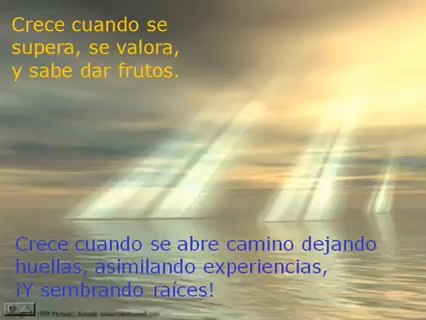 Crece cuando se
supera, se valora,
y sabe dar frutos.
Crece cuando se abre camino dejando
huellas, asimilando experiencias,
¡Y sembrando raíces!